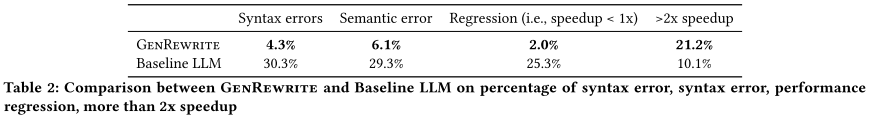 Syntax errors Semantic error Regression (i.e., speedup < 1x) >2x speedup
GenRewrite 4.3% 6.1% 2.0% 21.2%
Baseline LLM 30.3% 29.3% 25.3% 10.1%
Table 2: Comparison between GenRewrite and Baseline LLM on percentage of syntax error, syntax error, performance
regression, more than 2x speedup